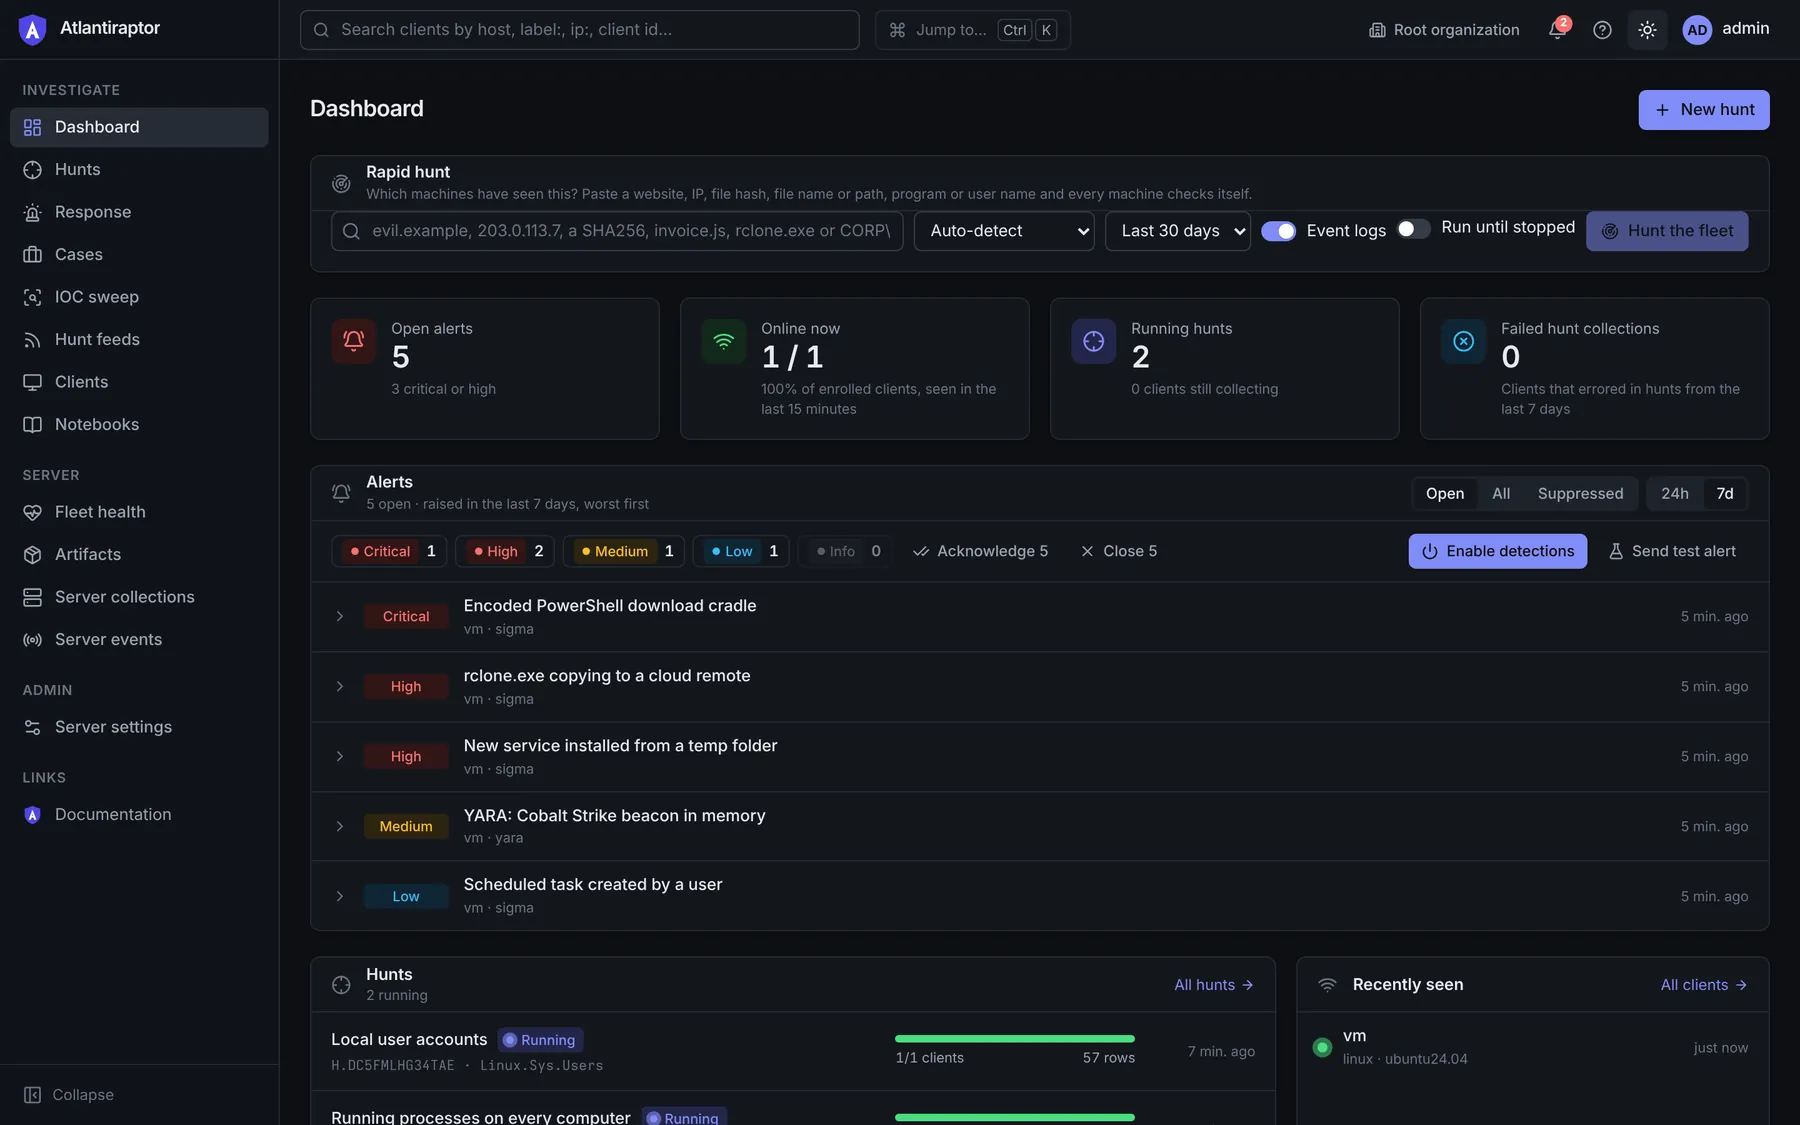 Atlantiraptor
Search clients by host, label:, ip:, client id...
Jump to... Ctrl K
Root organization
2
AD admin
INVESTIGATE
Dashboard
Hunts
Response
Cases
IOC sweep
Hunt feeds
Clients
Notebooks
SERVER
Fleet health
Artifacts
Server collections
Server events
ADMIN
Server settings
LINKS
Documentation
Collapse
Dashboard
+ New hunt
Rapid hunt
Which machines have seen this? Paste a website, IP, file hash, file name or path, program or user name and every machine checks itself.
evil.example, 203.0.113.7, a SHA256, invoice.js, rclone.exe or CORP\
Auto-detect
Last 30 days
Event logs
Run until stopped
Hunt the fleet
Open alerts
5
3 critical or high
Online now
1 / 1
100% of enrolled clients, seen in the
last 15 minutes
Running hunts
2
0 clients still collecting
Failed hunt collections
0
Clients that errored in hunts from the
last 7 days
Alerts
5 open · raised in the last 7 days, worst first
Open All Suppressed
24h 7d
Critical 1
High 2
Medium 1
Low 1
Info 0
Acknowledge 5
Close 5
Enable detections
Send test alert
Critical
Encoded PowerShell download cradle
vm · sigma
5 min. ago
High
rclone.exe copying to a cloud remote
vm · sigma
5 min. ago
High
New service installed from a temp folder
vm · sigma
5 min. ago
Medium
YARA: Cobalt Strike beacon in memory
vm · yara
5 min. ago
Low
Scheduled task created by a user
vm · sigma
5 min. ago
Hunts
2 running
All hunts →
Local user accounts Running
H.DC5FMLHG34TAE · Linux.Sys.Users
1/1 clients 57 rows
7 min. ago
Running processes on every computer Running
Recently seen
All clients →
vm
linux · ubuntu24.04
just now